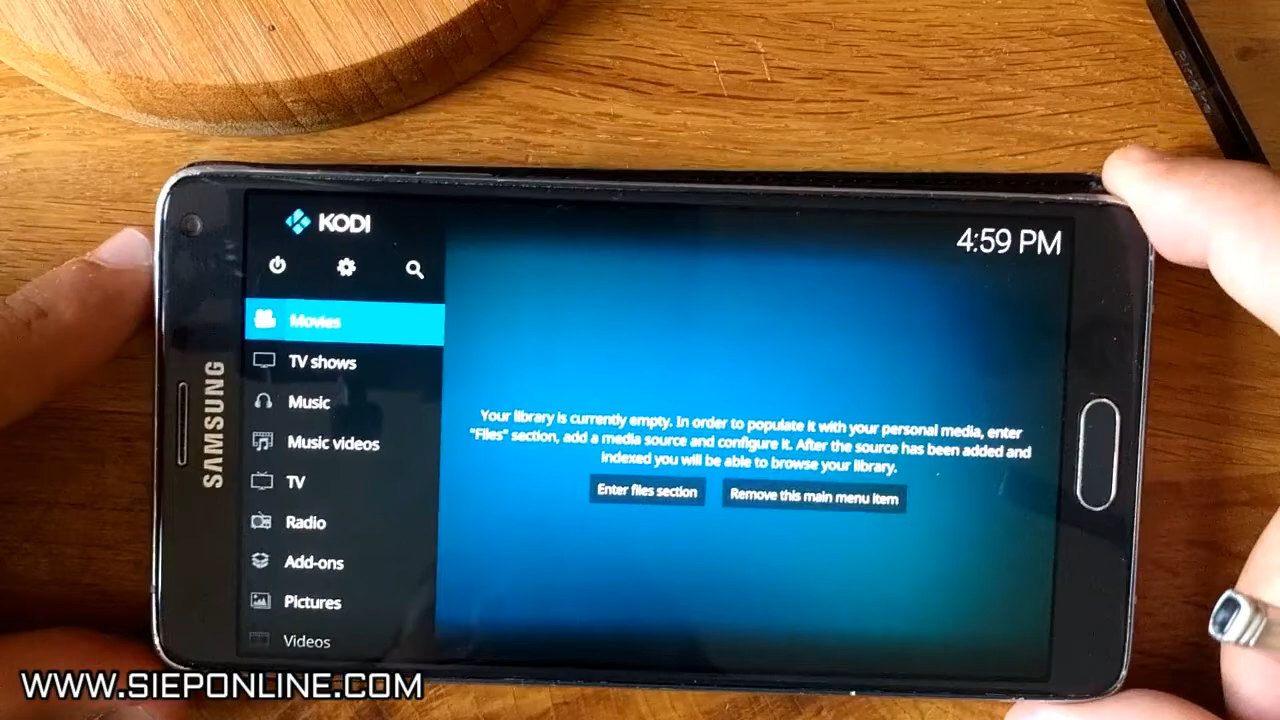 KODI
4:59 PM
Movies
TV shows
Music
Music videos
TV
Radio
Add-ons
Pictures
Videos
Your library is currently empty. In order to populate it with your personal media, enter
"Files" section, add a media source and configure it. After the source has been added and
indexed you will be able to browse your library.
Enter files section
Remove this main menu item
SAMSUNG
WWW.SIEPONLINE.COM